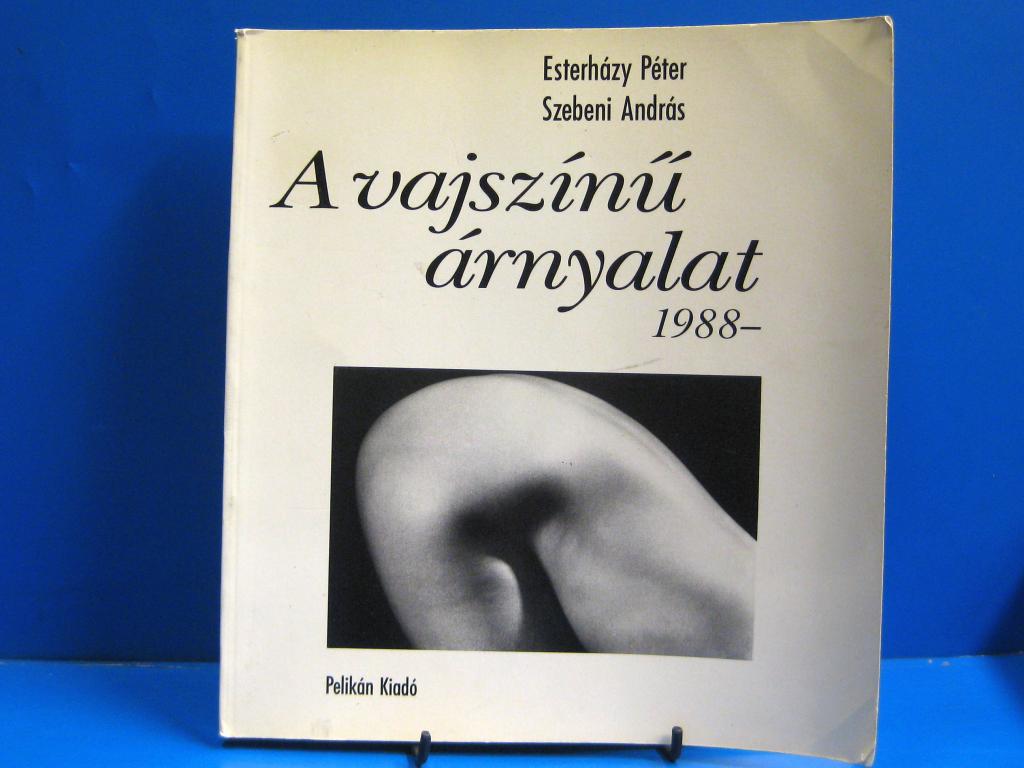 Esterházy Péter
Szebeni András
A vajszínű
árnyalat
1988–
Pelikán Kiadó